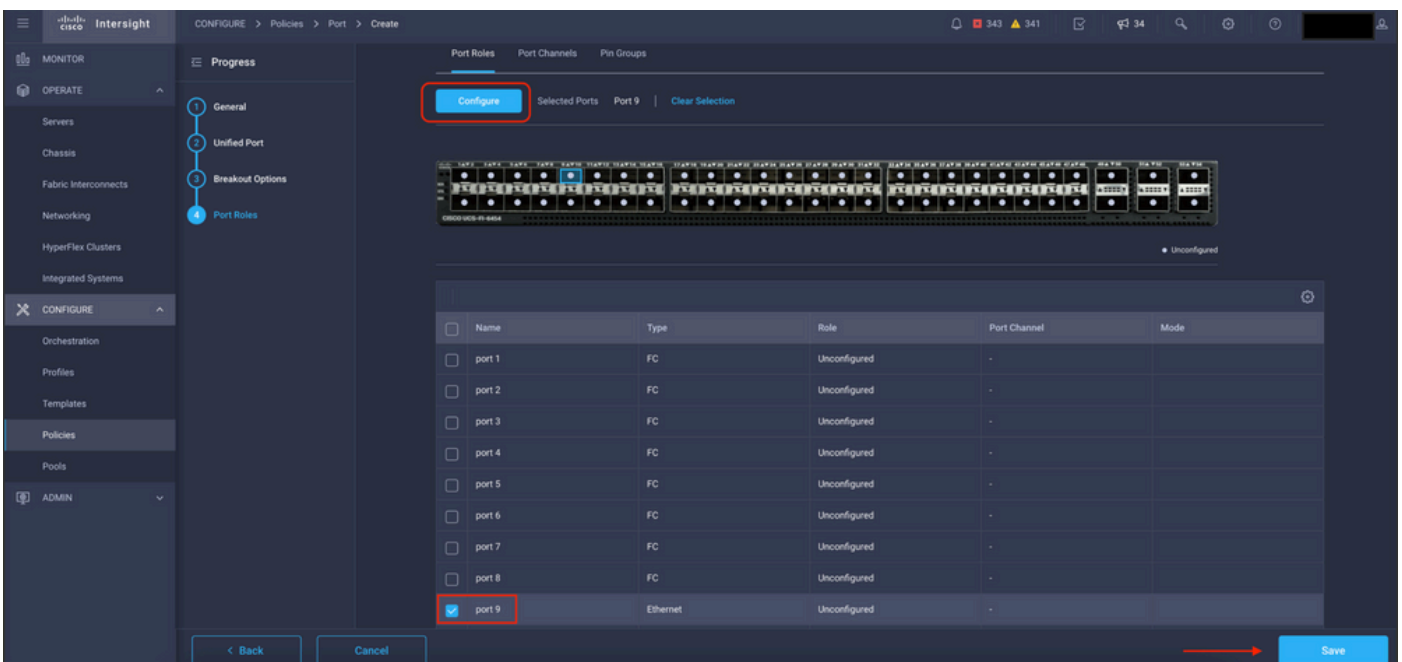 cisco Intersight
CONFIGURE > Policies > Port > Create
343 341
34
MONITOR
OPERATE
Servers
Chassis
Fabric Interconnects
Networking
HyperFlex Clusters
Integrated Systems
CONFIGURE
Orchestration
Profiles
Templates
Policies
Pools
ADMIN
Progress
1 General
2 Unified Port
3 Breakout Options
4 Port Roles
Port Roles Port Channels Pin Groups
Configure Selected Ports Port 9 | Clear Selection
CISCO UCS-FI-6454
Unconfigured
Name Type Role Port Channel Mode
port 1 FC Unconfigured -
port 2 FC Unconfigured -
port 3 FC Unconfigured -
port 4 FC Unconfigured -
port 5 FC Unconfigured -
port 6 FC Unconfigured -
port 7 FC Unconfigured -
port 8 FC Unconfigured -
port 9 Ethernet Unconfigured -
< Back Cancel Save